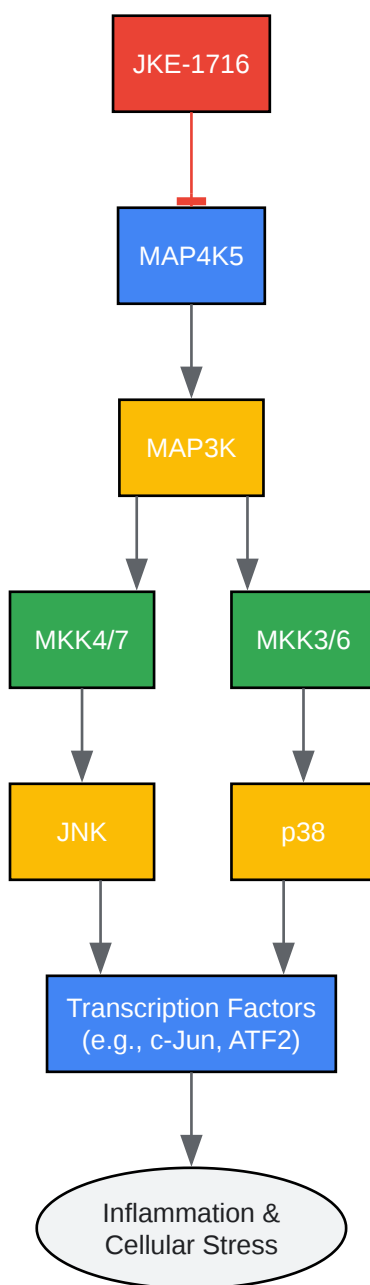 JKE-1716
MAP4K5
MAP3K
MKK4/7
MKK3/6
JNK
p38
Transcription Factors
(e.g., c-Jun, ATF2)
Inflammation &
Cellular Stress